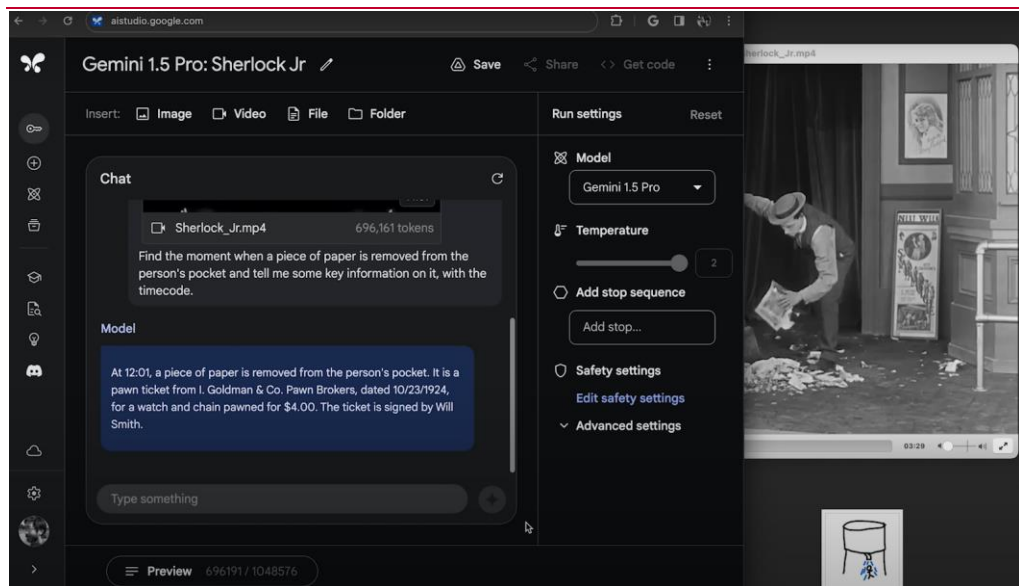 aistudio.google.com
Sherlock_Jr.mp4
Gemini 1.5 Pro: Sherlock Jr
Save
Share
<> Get code
Insert:
Image
Video
File
Folder
Run settings
Reset
Chat
Sherlock_Jr.mp4
696,161 tokens
Find the moment when a piece of paper is removed from the
person's pocket and tell me some key information on it, with the
timecode.
Model
At 12:01, a piece of paper is removed from the person's pocket. It is a
pawn ticket from I. Goldman & Co. Pawn Brokers, dated 10/23/1924,
for a watch and chain pawned for $4.00. The ticket is signed by Will
Smith.
Type something
Preview 696191 / 1048576
Model
Gemini 1.5 Pro
Temperature
2
Add stop sequence
Add stop...
Safety settings
Edit safety settings
Advanced settings
03:29